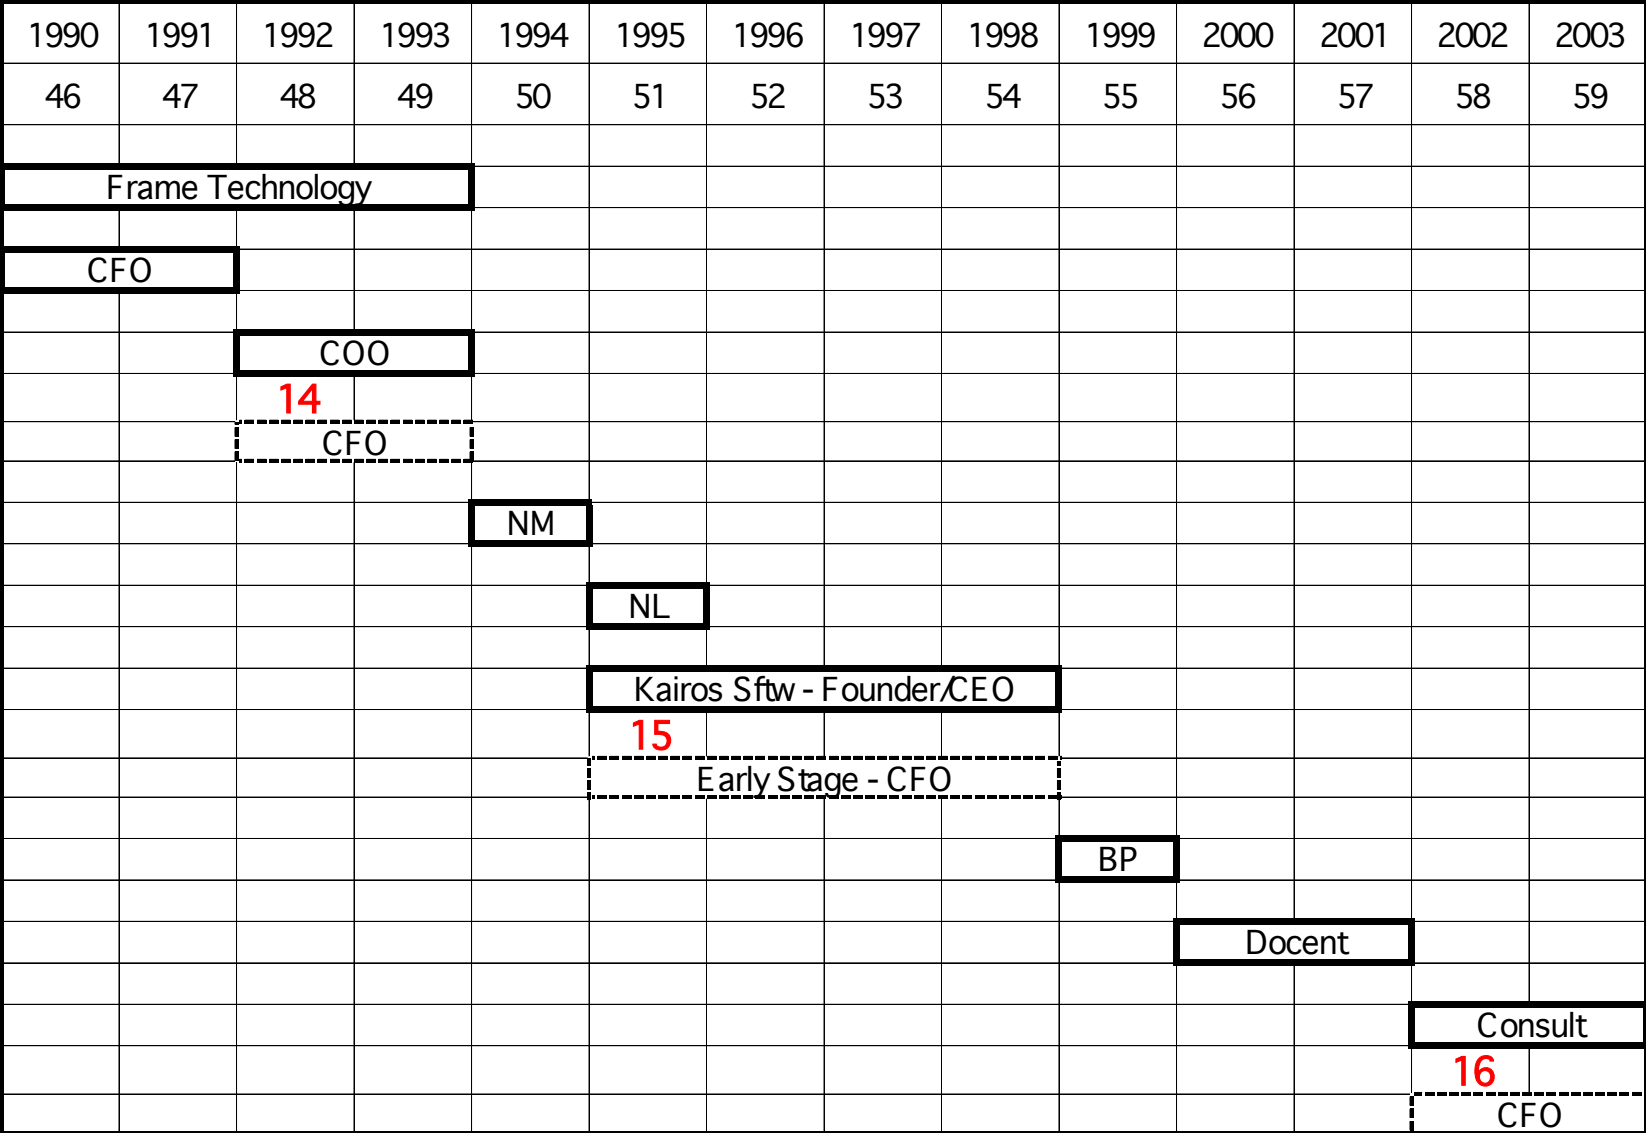 1990 1991 1992 1993 1994 1995 1996 1997 1998 1999 2000 2001 2002 2003
46 47 48 49 50 51 52 53 54 55 56 57 58 59
Frame Technology
CFO
COO
14
CFO
NM
NL
Kairos Sftw - Founder/CEO
15
Early Stage - CFO
BP
Docent
Consult
16
CFO